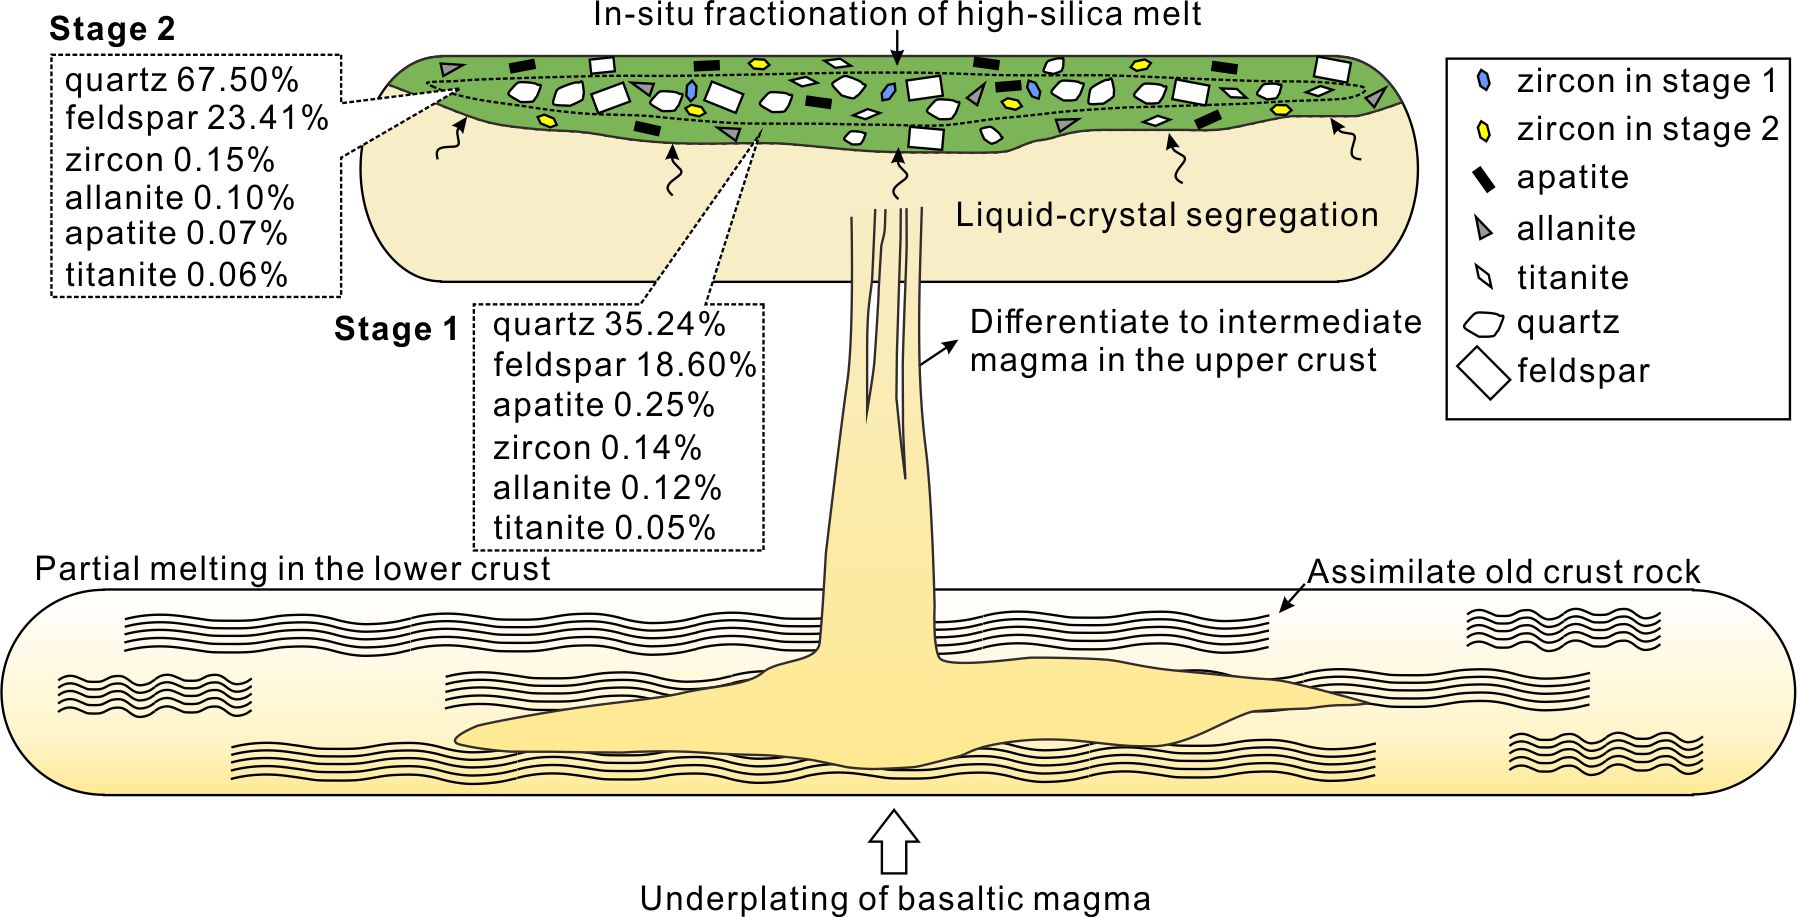 In-situ fractionation of high-silica melt
Stage 2
quartz 67.50%
feldspar 23.41%
zircon 0.15%
allanite 0.10%
apatite 0.07%
titanite 0.06%
zircon in stage 1
zircon in stage 2
apatite
allanite
titanite
quartz
feldspar
Liquid-crystal segregation
Stage 1
quartz 35.24%
feldspar 18.60%
apatite 0.25%
zircon 0.14%
allanite 0.12%
titanite 0.05%
Differentiate to intermediate
magma in the upper crust
Partial melting in the lower crust
Assimilate old crust rock
Underplating of basaltic magma